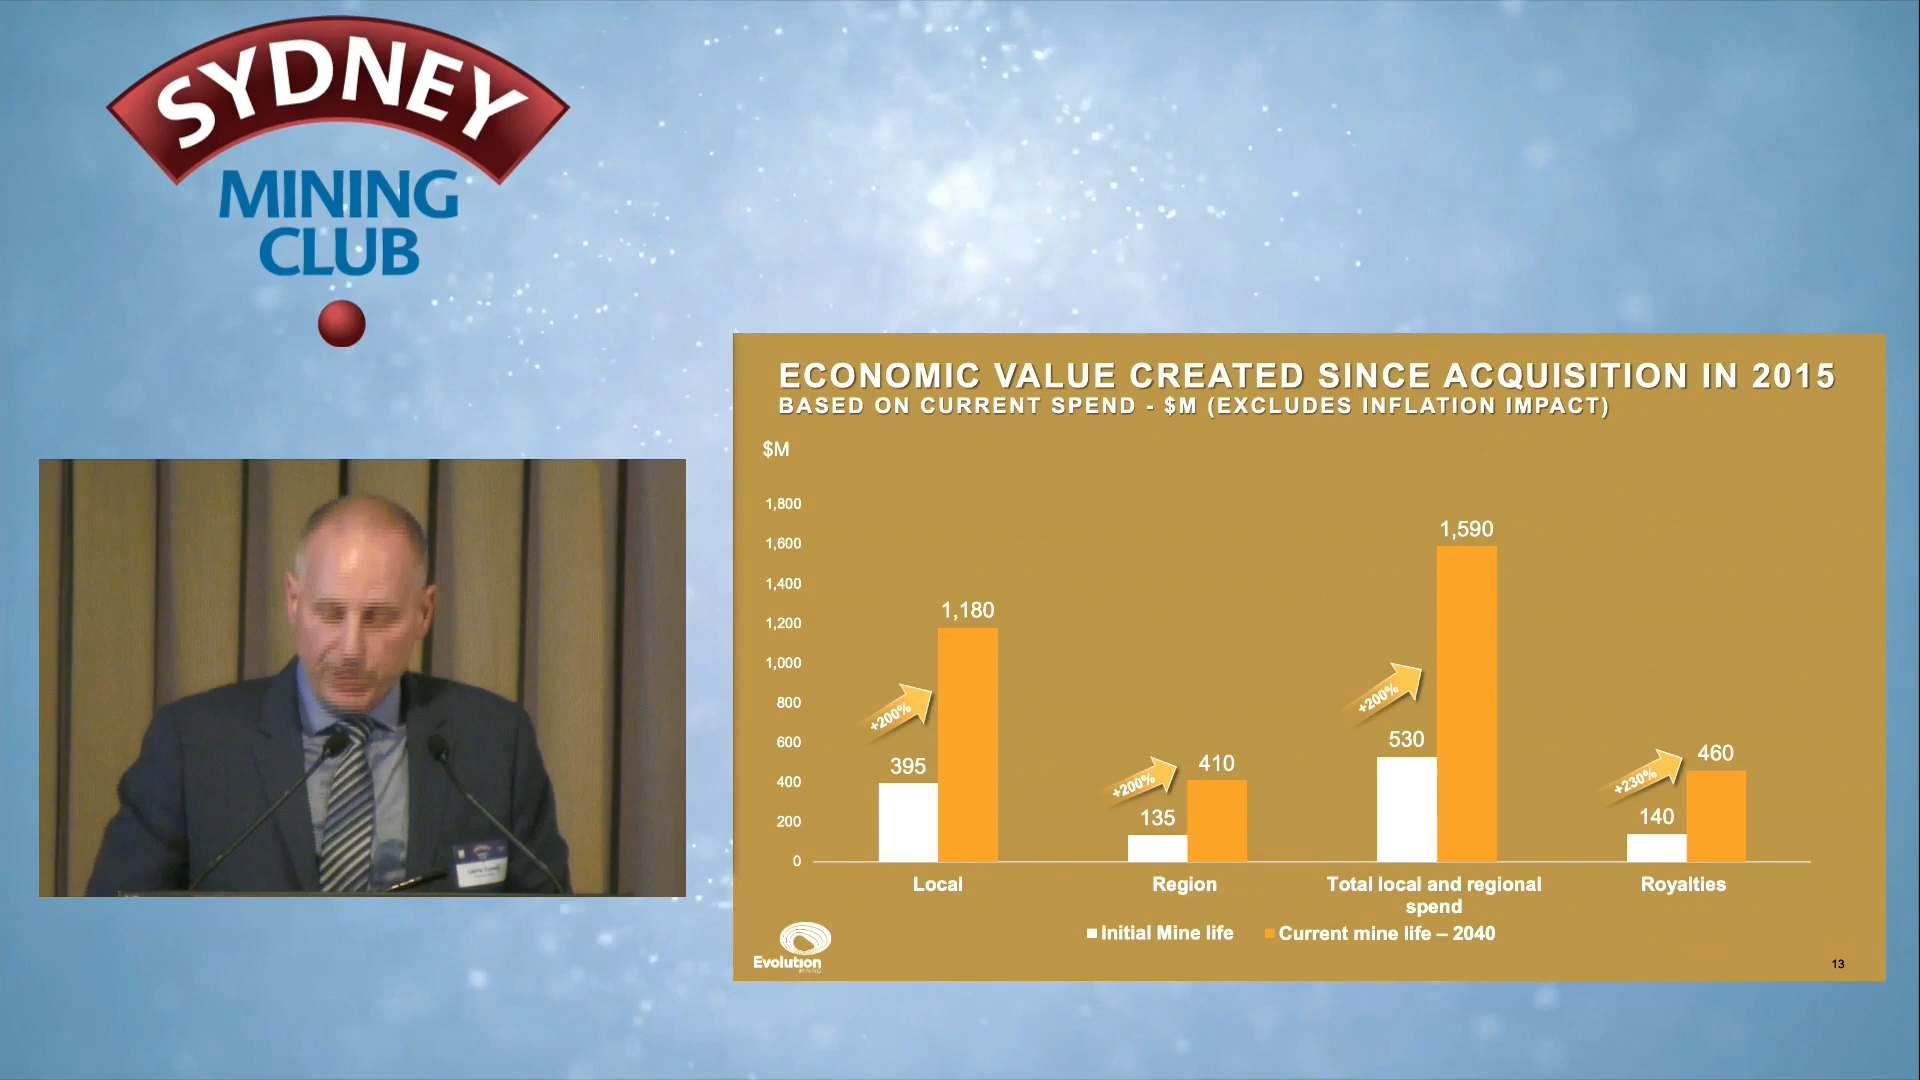 SYDNEY
MINING
CLUB
ECONOMIC VALUE CREATED SINCE ACQUISITION IN 2015
BASED ON CURRENT SPEND - $M (EXCLUDES INFLATION IMPACT)
$M
1,800
1,600
1,400
1,200
1,000
800
600
400
200
0
395
+200%
1,180
135
+200%
410
530
+200%
1,590
140
+230%
460
Local
Region
Total local and regional
spend
Royalties
Initial Mine life
Current mine life – 2040
Evolution
MINING
13